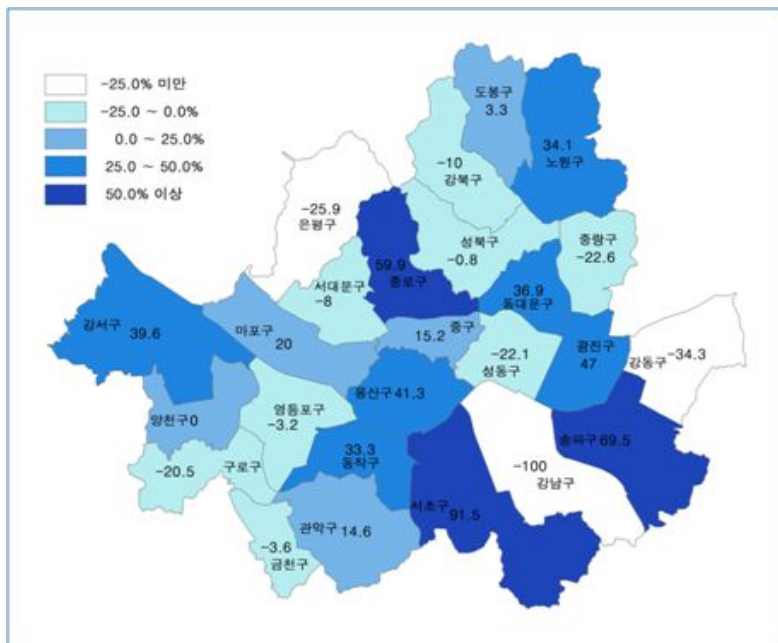 -25.0% 미만
-25.0 ~ 0.0%
0.0 ~ 25.0%
25.0 ~ 50.0%
50.0% 이상
도봉구
3.3
34.1
노원구
-10
강북구
-25.9
은평구
성북구
-0.8
중랑구
-22.6
59.9
종로구
서대문구
-8
36.9
동대문구
강서구 39.6
마포구 20
15.2 중구
-22.1
성동구
광진구
47
강동구 -34.3
양천구 0
영등포구
-3.2
용산구 41.3
송파구 69.5
-20.5 구로구
33.3
동작구
-100
강남구
서초구 91.5
관악구 14.6
-3.6
금천구